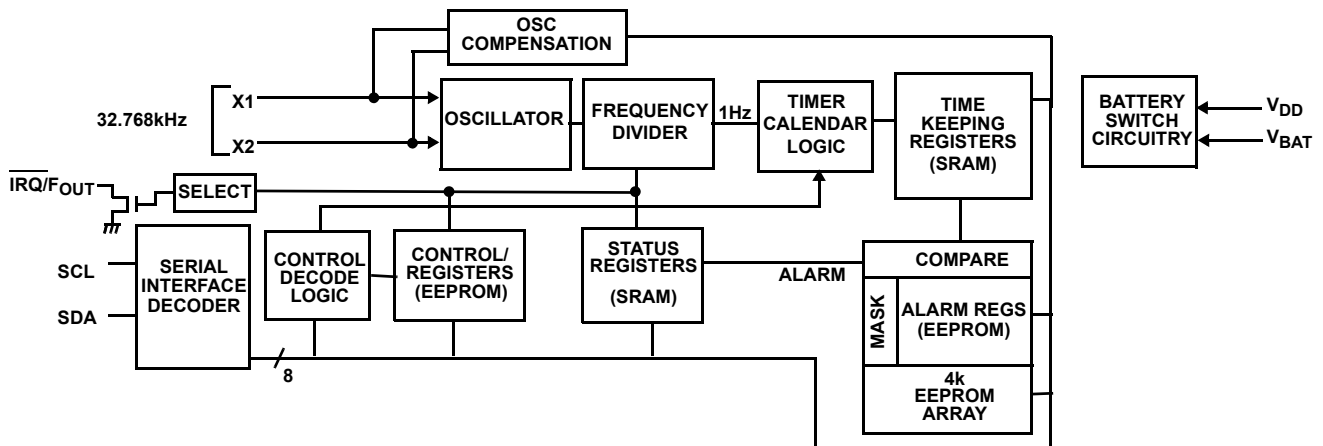 OSC
COMPENSATION
32.768kHz
X1
X2
OSCILLATOR
FREQUENCY
DIVIDER
1Hz
TIMER
CALENDAR
LOGIC
TIME
KEEPING
REGISTERS
(SRAM)
BATTERY
SWITCH
CIRCUITRY
VDD
VBAT
IRQ/FOUT
SELECT
SCL
SDA
SERIAL
INTERFACE
DECODER
CONTROL
DECODE
LOGIC
CONTROL/
REGISTERS
(EEPROM)
STATUS
REGISTERS
(SRAM)
ALARM
COMPARE
MASK
ALARM REGS
(EEPROM)
8
4k
EEPROM
ARRAY